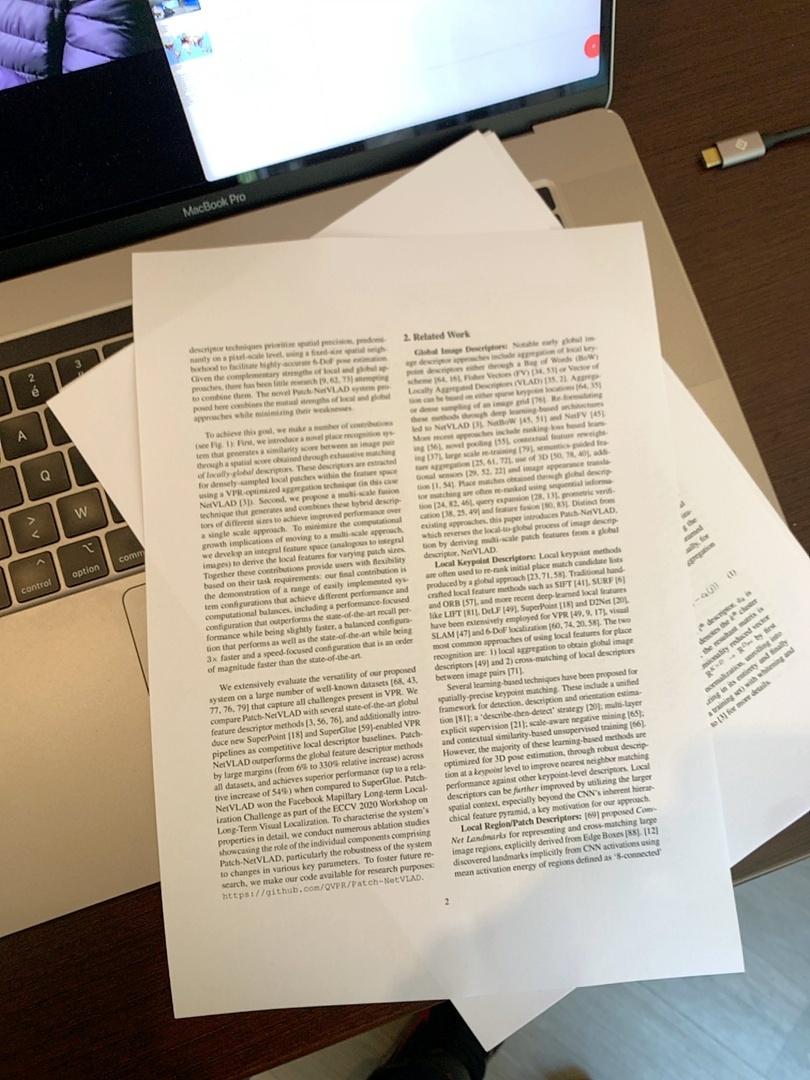 MacBook Pro
2
é
3
"
A
Q
>
<
W
^
control
⌥
option
comm
descriptor techniques prioritize spatial precision, predomi-
nantly on a pixel-scale level, using a fixed-size spatial neigh-
borhood to facilitate highly-accurate 6-DoF pose estimation.
Given the complementary strengths of local and global ap-
proaches, there has been little research [9, 62, 73] attempting
to combine them. The novel Patch-NetVLAD system pro-
posed here combines the mutual strengths of local and global
approaches while minimizing their weaknesses.
To achieve this goal, we make a number of contributions
(see Fig. 1): First, we introduce a novel place recognition sys-
tem that generates a similarity score between an image pair
through a spatial score obtained through exhaustive matching
of locally-global descriptors. These descriptors are extracted
for densely-sampled local patches within the feature space
using a VPR-optimized aggregation technique (in this case
NetVLAD [3]). Second, we propose a multi-scale fusion
technique that generates and combines these hybrid descrip-
tors of different sizes to achieve improved performance over
a single scale approach. To minimize the computational
growth implications of moving to a multi-scale approach,
we develop an integral feature space (analogous to integral
images) to derive the local features for varying patch sizes.
Together these contributions provide users with flexibility
based on their task requirements: our final contribution is
the demonstration of a range of easily implemented sys-
tem configurations that achieve different performance and
computational balances, including a performance-focused
configuration that outperforms the state-of-the-art recall per-
formance while being slightly faster, a balanced configura-
tion that performs as well as the state-of-the-art while being
3× faster and a speed-focused configuration that is an order
of magnitude faster than the state-of-the-art.
We extensively evaluate the versatility of our proposed
system on a large number of well-known datasets [68, 43,
77, 76, 79] that capture all challenges present in VPR. We
compare Patch-NetVLAD with several state-of-the-art global
feature descriptor methods [3, 56, 76], and additionally intro-
duce new SuperPoint [18] and SuperGlue [59]-enabled VPR
pipelines as competitive local descriptor baselines. Patch-
NetVLAD outperforms the global feature descriptor methods
by large margins (from 6% to 330% relative increase) across
all datasets, and achieves superior performance (up to a rela-
tive increase of 54%) when compared to SuperGlue. Patch-
NetVLAD won the Facebook Mapillary Long-term Local-
ization Challenge as part of the ECCV 2020 Workshop on
Long-Term Visual Localization. To characterise the system's
properties in detail, we conduct numerous ablation studies
showcasing the role of the individual components comprising
Patch-NetVLAD, particularly the robustness of the system
to changes in various key parameters. To foster future re-
search, we make our code available for research purposes:
https://github.com/QVPR/Patch-NetVLAD.
2. Related Work
Global Image Descriptors: Notable early global im-
age descriptor approaches include aggregation of local key-
point descriptors either through a Bag of Words (BoW)
scheme [64, 16], Fisher Vectors (FV) [34, 53] or Vector of
Locally Aggregated Descriptors (VLAD) [35, 2]. Aggrega-
tion can be based on either sparse keypoint locations [64, 35]
or dense sampling of an image grid [76]. Re-formulating
these methods through deep learning-based architectures
led to NetVLAD [3], NetBoW [45, 51] and NetFV [45].
More recent approaches include ranking-loss based learn-
ing [56], novel pooling [55], contextual feature reweight-
ing [37], large scale re-training [79], semantics-guided fea-
ture aggregation [25, 61, 72], use of 3D [50, 78, 40], addi-
tional sensors [29, 52, 22] and image appearance transla-
tion [1, 54]. Place matches obtained through global descrip-
tor matching are often re-ranked using sequential informa-
tion [24, 82, 46], query expansion [28, 13], geometric verifi-
cation [38, 25, 49] and feature fusion [80, 83]. Distinct from
existing approaches, this paper introduces Patch-NetVLAD,
which reverses the local-to-global process of image descrip-
tion by deriving multi-scale patch features from a global
descriptor, NetVLAD.
Local Keypoint Descriptors: Local keypoint methods
are often used to re-rank initial place match candidate lists
produced by a global approach [23, 71, 58]. Traditional hand-
crafted local feature methods such as SIFT [41], SURF [6]
and ORB [57], and more recent deep-learned local features
like LIFT [81], DeLF [49], SuperPoint [18] and D2Net [20],
have been extensively employed for VPR [49, 9, 17], visual
SLAM [47] and 6-DoF localization [60, 74, 20, 58]. The two
most common approaches of using local features for place
recognition are: 1) local aggregation to obtain global image
descriptors [49] and 2) cross-matching of local descriptors
between image pairs [71].
Several learning-based techniques have been proposed for
spatially-precise keypoint matching. These include a unified
framework for detection, description and orientation estima-
tion [81]; a 'describe-then-detect' strategy [20]; multi-layer
explicit supervision [21]; scale-aware negative mining [65];
and contextual similarity-based unsupervised training [66].
However, the majority of these learning-based methods are
optimized for 3D pose estimation, through robust descrip-
tion at a keypoint level to improve nearest neighbor matching
performance against other keypoint-level descriptors. Local
descriptors can be further improved by utilizing the larger
spatial context, especially beyond the CNN's inherent hierar-
chical feature pyramid, a key motivation for our approach.
Local Region/Patch Descriptors: [69] proposed Conv-
Net Landmarks for representing and cross-matching large
image regions, explicitly derived from Edge Boxes [88]. [12]
discovered landmarks implicitly from CNN activations using
mean activation energy of regions defined as '8-connected'
2
the
for
gregation
(1)
descriptor, ãₖ is
denotes the kᵗʰ cluster
the resultant matrix is
sionality reduced vector
by first
normalization, unrolling into
ring in its entirety and finally
a training set) with whitening and
to [3] for more details.